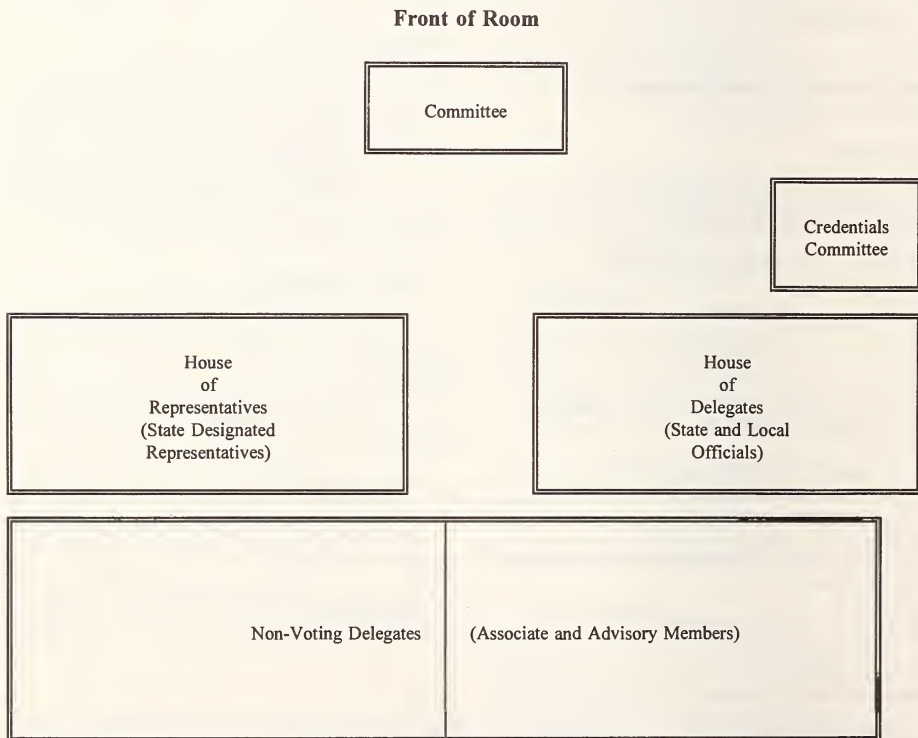 Front of Room
Committee
Credentials
Committee
House
of
Representatives
(State Designated
Representatives)
House
of
Delegates
(State and Local
Officials)
Non-Voting Delegates
(Associate and Advisory Members)